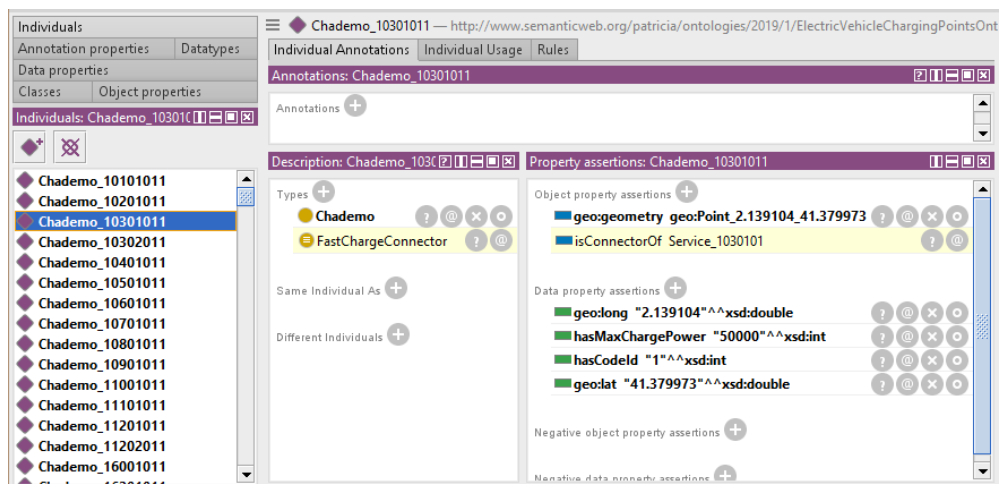 Individuals
Annotation properties Datatypes
Data properties
Classes Object properties
Individuals: Chademo_10301(
Chademo_10101011
Chademo_10201011
Chademo_10301011
Chademo_10302011
Chademo_10401011
Chademo_10501011
Chademo_10601011
Chademo_10701011
Chademo_10801011
Chademo_10901011
Chademo_11001011
Chademo_11101011
Chademo_11201011
Chademo_11202011
Chademo_16001011
Chademo_10301011 — http://www.semanticweb.org/patricia/ontologies/2019/1/ElectricVehicleChargingPointsOnt
Individual Annotations Individual Usage Rules
Annotations: Chademo_10301011
Annotations
Description: Chademo_103(
Types
Chademo
FastChargeConnector
Same Individual As
Different Individuals
Property assertions: Chademo_10301011
Object property assertions
geo:geometry geo:Point_2.139104_41.379973
isConnectorOf Service_1030101
Data property assertions
geo:long "2.139104"^^xsd:double
hasMaxChargePower "50000"^^xsd:int
hasCodeId "1"^^xsd:int
geo:lat "41.379973"^^xsd:double
Negative object property assertions
Negative data property assertions